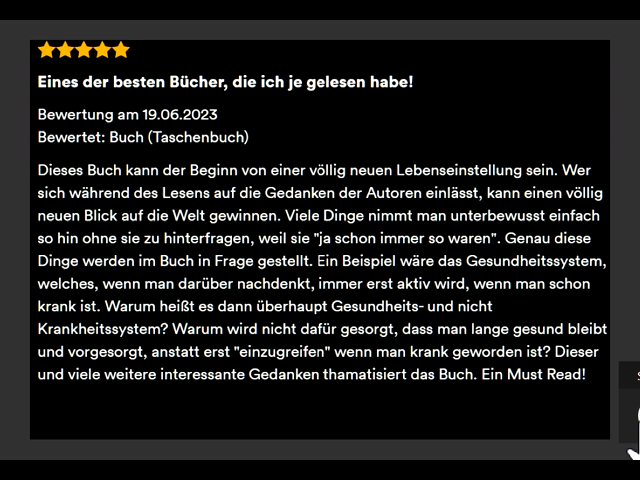 Eines der besten Bücher, die ich je gelesen habe!
Bewertung am 19.06.2023
Bewertet: Buch (Taschenbuch)
Dieses Buch kann der Beginn von einer völlig neuen Lebenseinstellung sein. Wer
sich während des Lesens auf die Gedanken der Autoren einlässt, kann einen völlig
neuen Blick auf die Welt gewinnen. Viele Dinge nimmt man unterbewusst einfach
so hin ohne sie zu hinterfragen, weil sie "ja schon immer so waren". Genau diese
Dinge werden im Buch in Frage gestellt. Ein Beispiel wäre das Gesundheitssystem,
welches, wenn man darüber nachdenkt, immer erst aktiv wird, wenn man schon
krank ist. Warum heißt es dann überhaupt Gesundheits- und nicht
Krankheitssystem? Warum wird nicht dafür gesorgt, dass man lange gesund bleibt
und vorgesorgt, anstatt erst "einzugreifen" wenn man krank geworden ist? Dieser
und viele weitere interessante Gedanken thamatisiert das Buch. Ein Must Read!